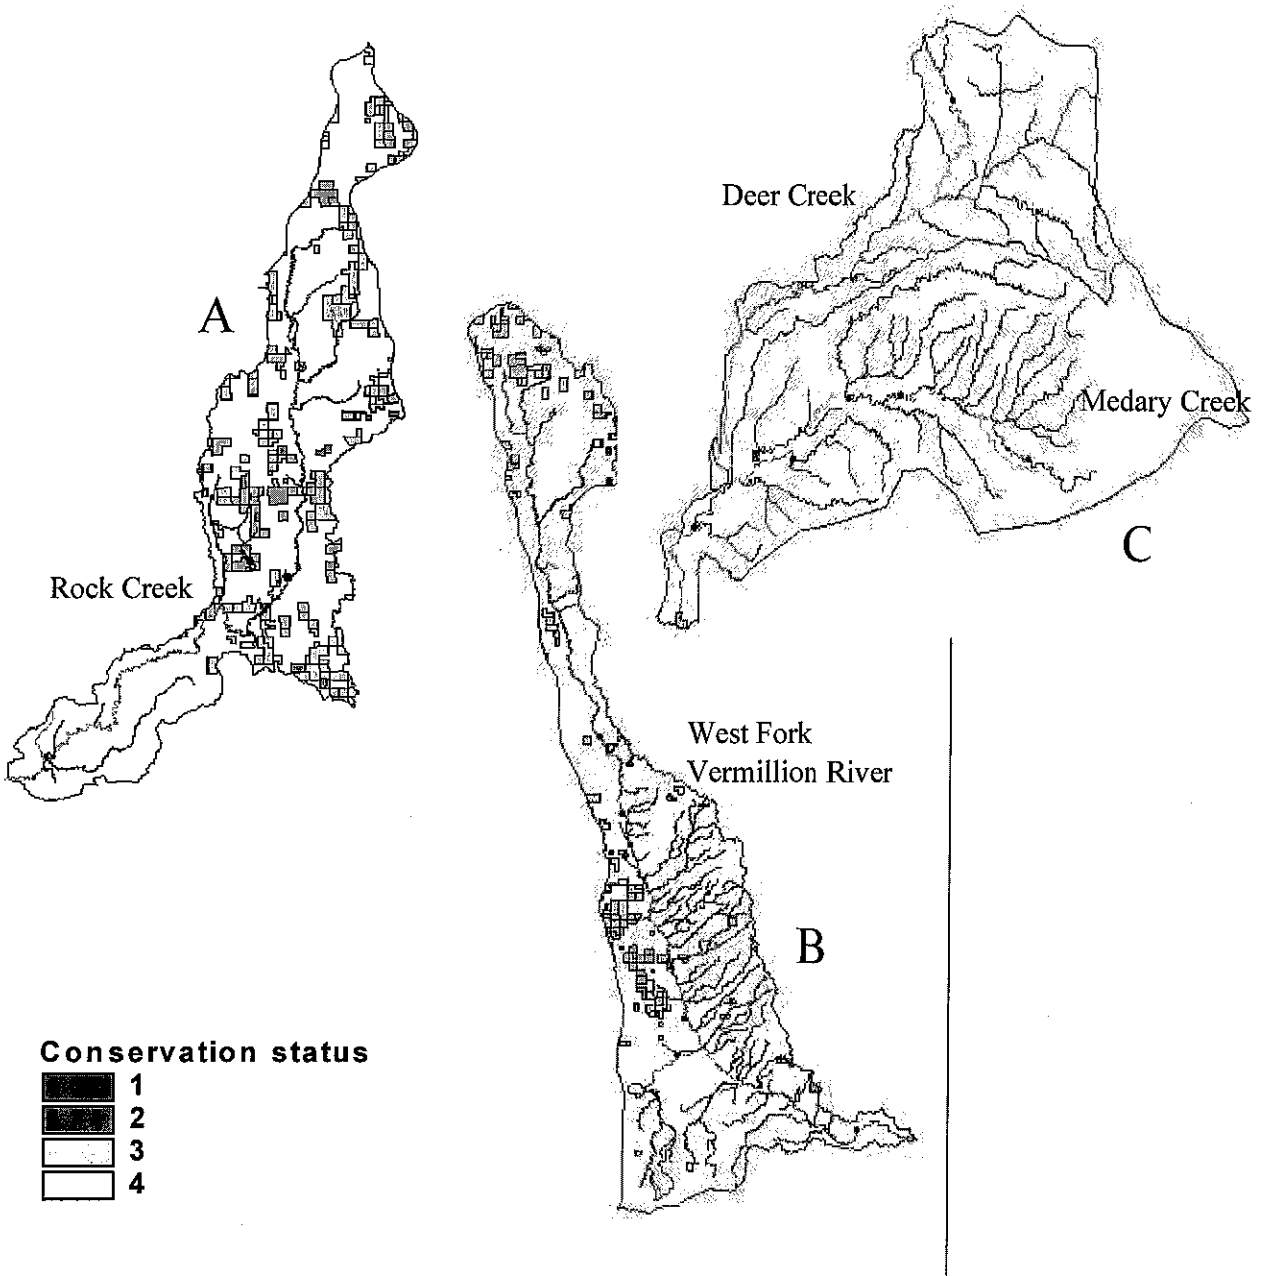 Deer Creek
A
Medary Creek
C
Rock Creek
West Fork
Vermillion River
B
Conservation status
1
2
3
4